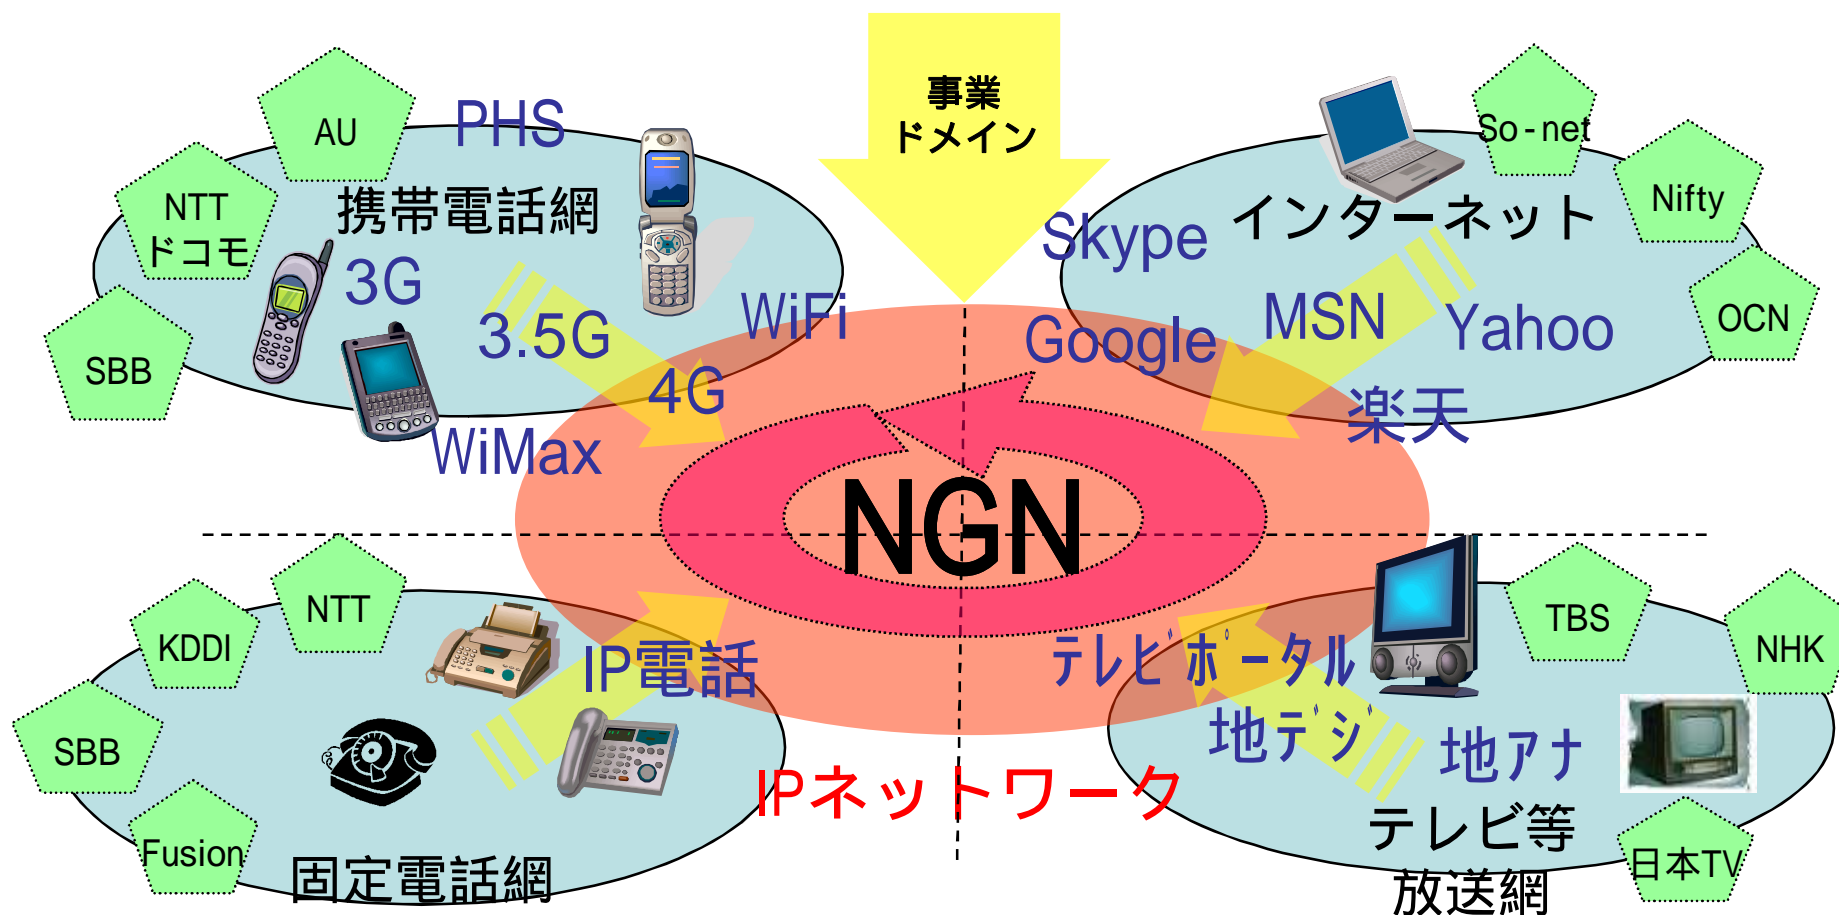 事業
ドメイン
AU
PHS
NTT
ドコモ
携帯電話網
3G
SBB
3.5G
WiFi
4G
WiMax
So-net
Nifty
インターネット
Skype
OCN
Google
MSN
Yahoo
楽天
NGN
NTT
KDDI
IP電話
SBB
Fusion
固定電話網
IPネットワーク
TBS
NHK
ﾃﾚﾋﾞﾎﾟｰﾀﾙ
地ﾃﾞｼﾞ
地ｱﾅ
テレビ等
放送網
日本TV